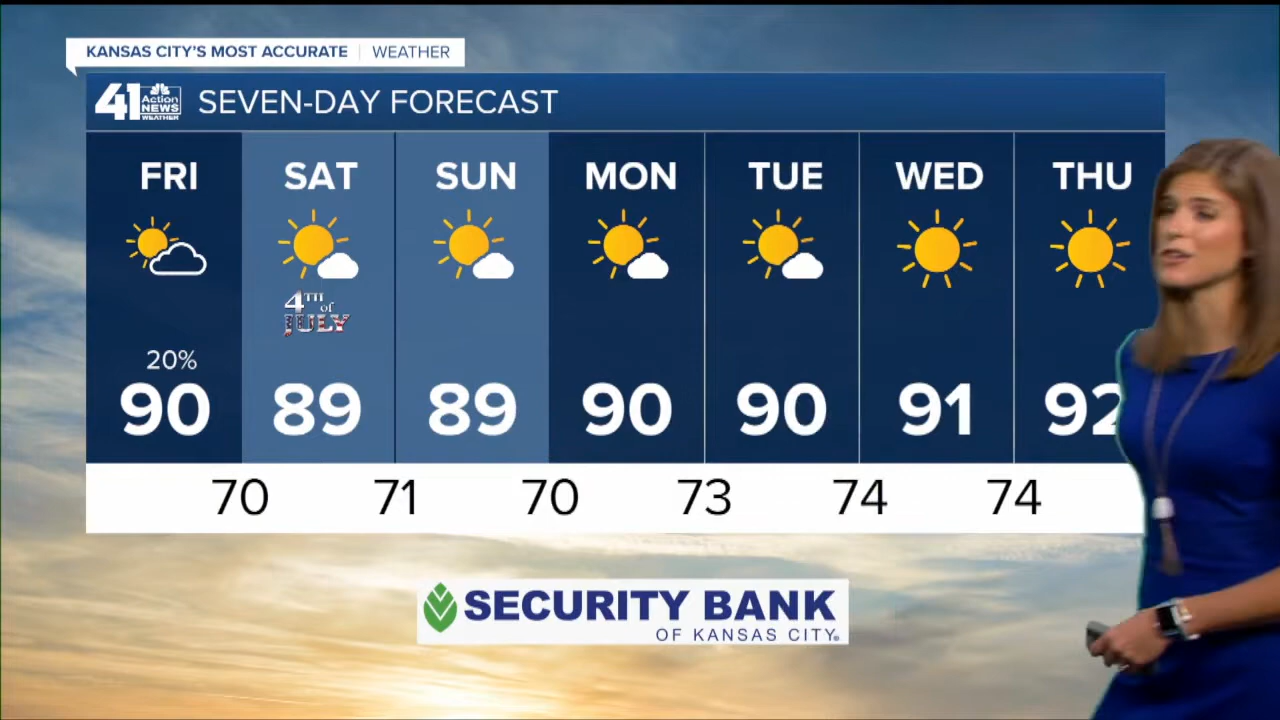 KANSAS CITY'S MOST ACCURATE | WEATHER
41 Action NEWS WEATHER
SEVEN-DAY FORECAST
FRI SAT SUN MON TUE WED THU
4TH of JULY
20%
90 89 89 90 90 91 92
70 71 70 73 74 74
SECURITY BANK
OF KANSAS CITY®